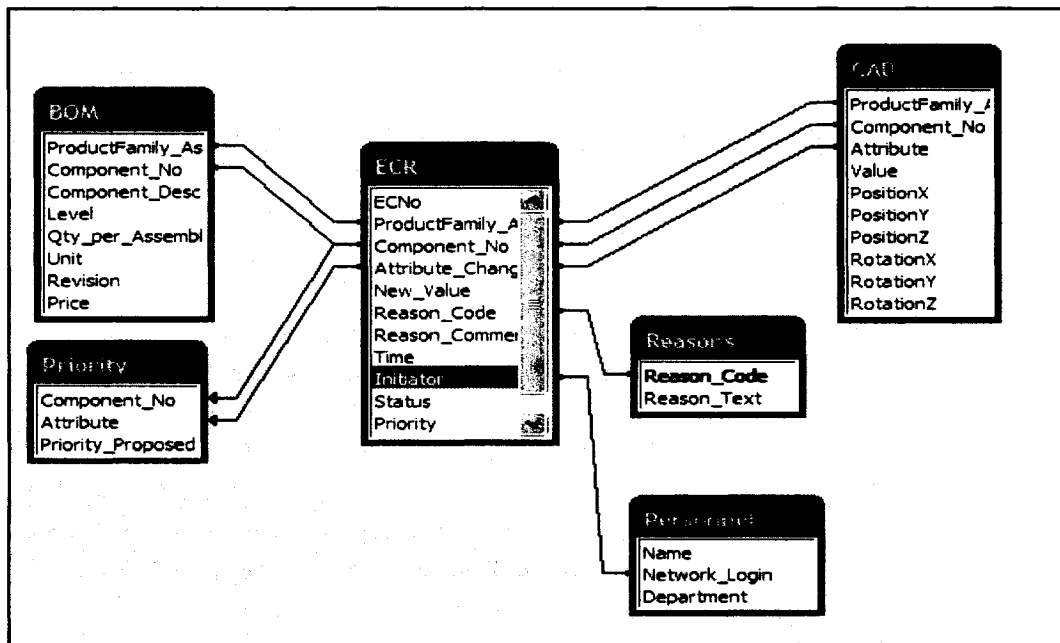 BOM
ProductFamily_As
Component_No
Component_Desc
Level
Qty_per_Assembl
Unit
Revision
Price
Priority
Component_No
Attribute
Priority_Proposed
ECR
ECNo
ProductFamily_A
Component_No
Attribute_Chang
New_Value
Reason_Code
Reason_Commer
Time
Initiator
Status
Priority
CAD
ProductFamily_A
Component_No
Attribute
Value
PositionX
PositionY
PositionZ
RotationX
RotationY
RotationZ
Reasons
Reason_Code
Reason_Text
Personnel
Name
Network_Login
Department